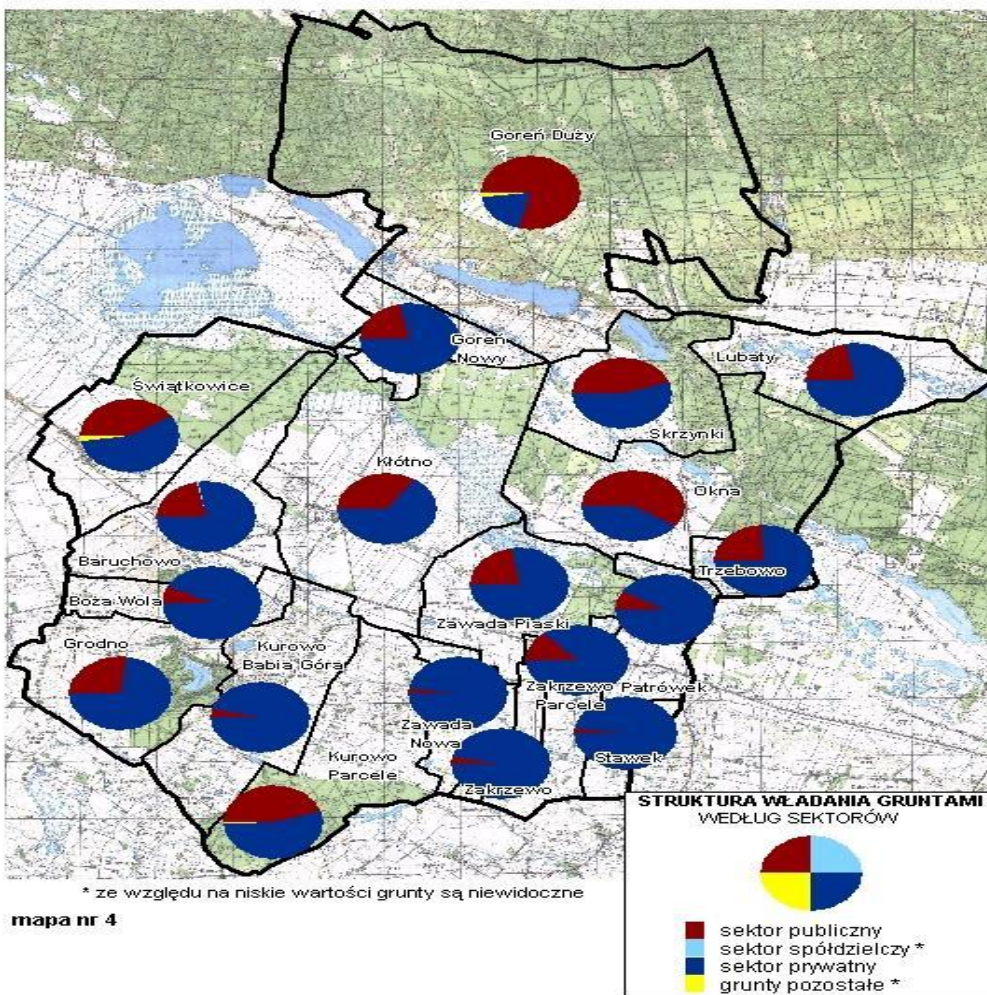 Goreń Duży
Goreń
Nowy
Lubaty
Świątkowice
Skrzynki
Kłótno
Okna
Baruchowo
Trzebowo
Boża Wola
Zawada Piaski
Grodno
Kurowo
Babia Góra
Zakrzewo
Parcele
Patrówek
Zawada
Nowa
Kurowo
Parcele
Stawek
Zakrzewo
* ze względu na niskie wartości grunty są niewidoczne
mapa nr 4
STRUKTURA WŁADANIA GRUNTAMI
WEDŁUG SEKTORÓW
sektor publiczny
sektor spółdzielczy *
sektor prywatny
grunty pozostałe *